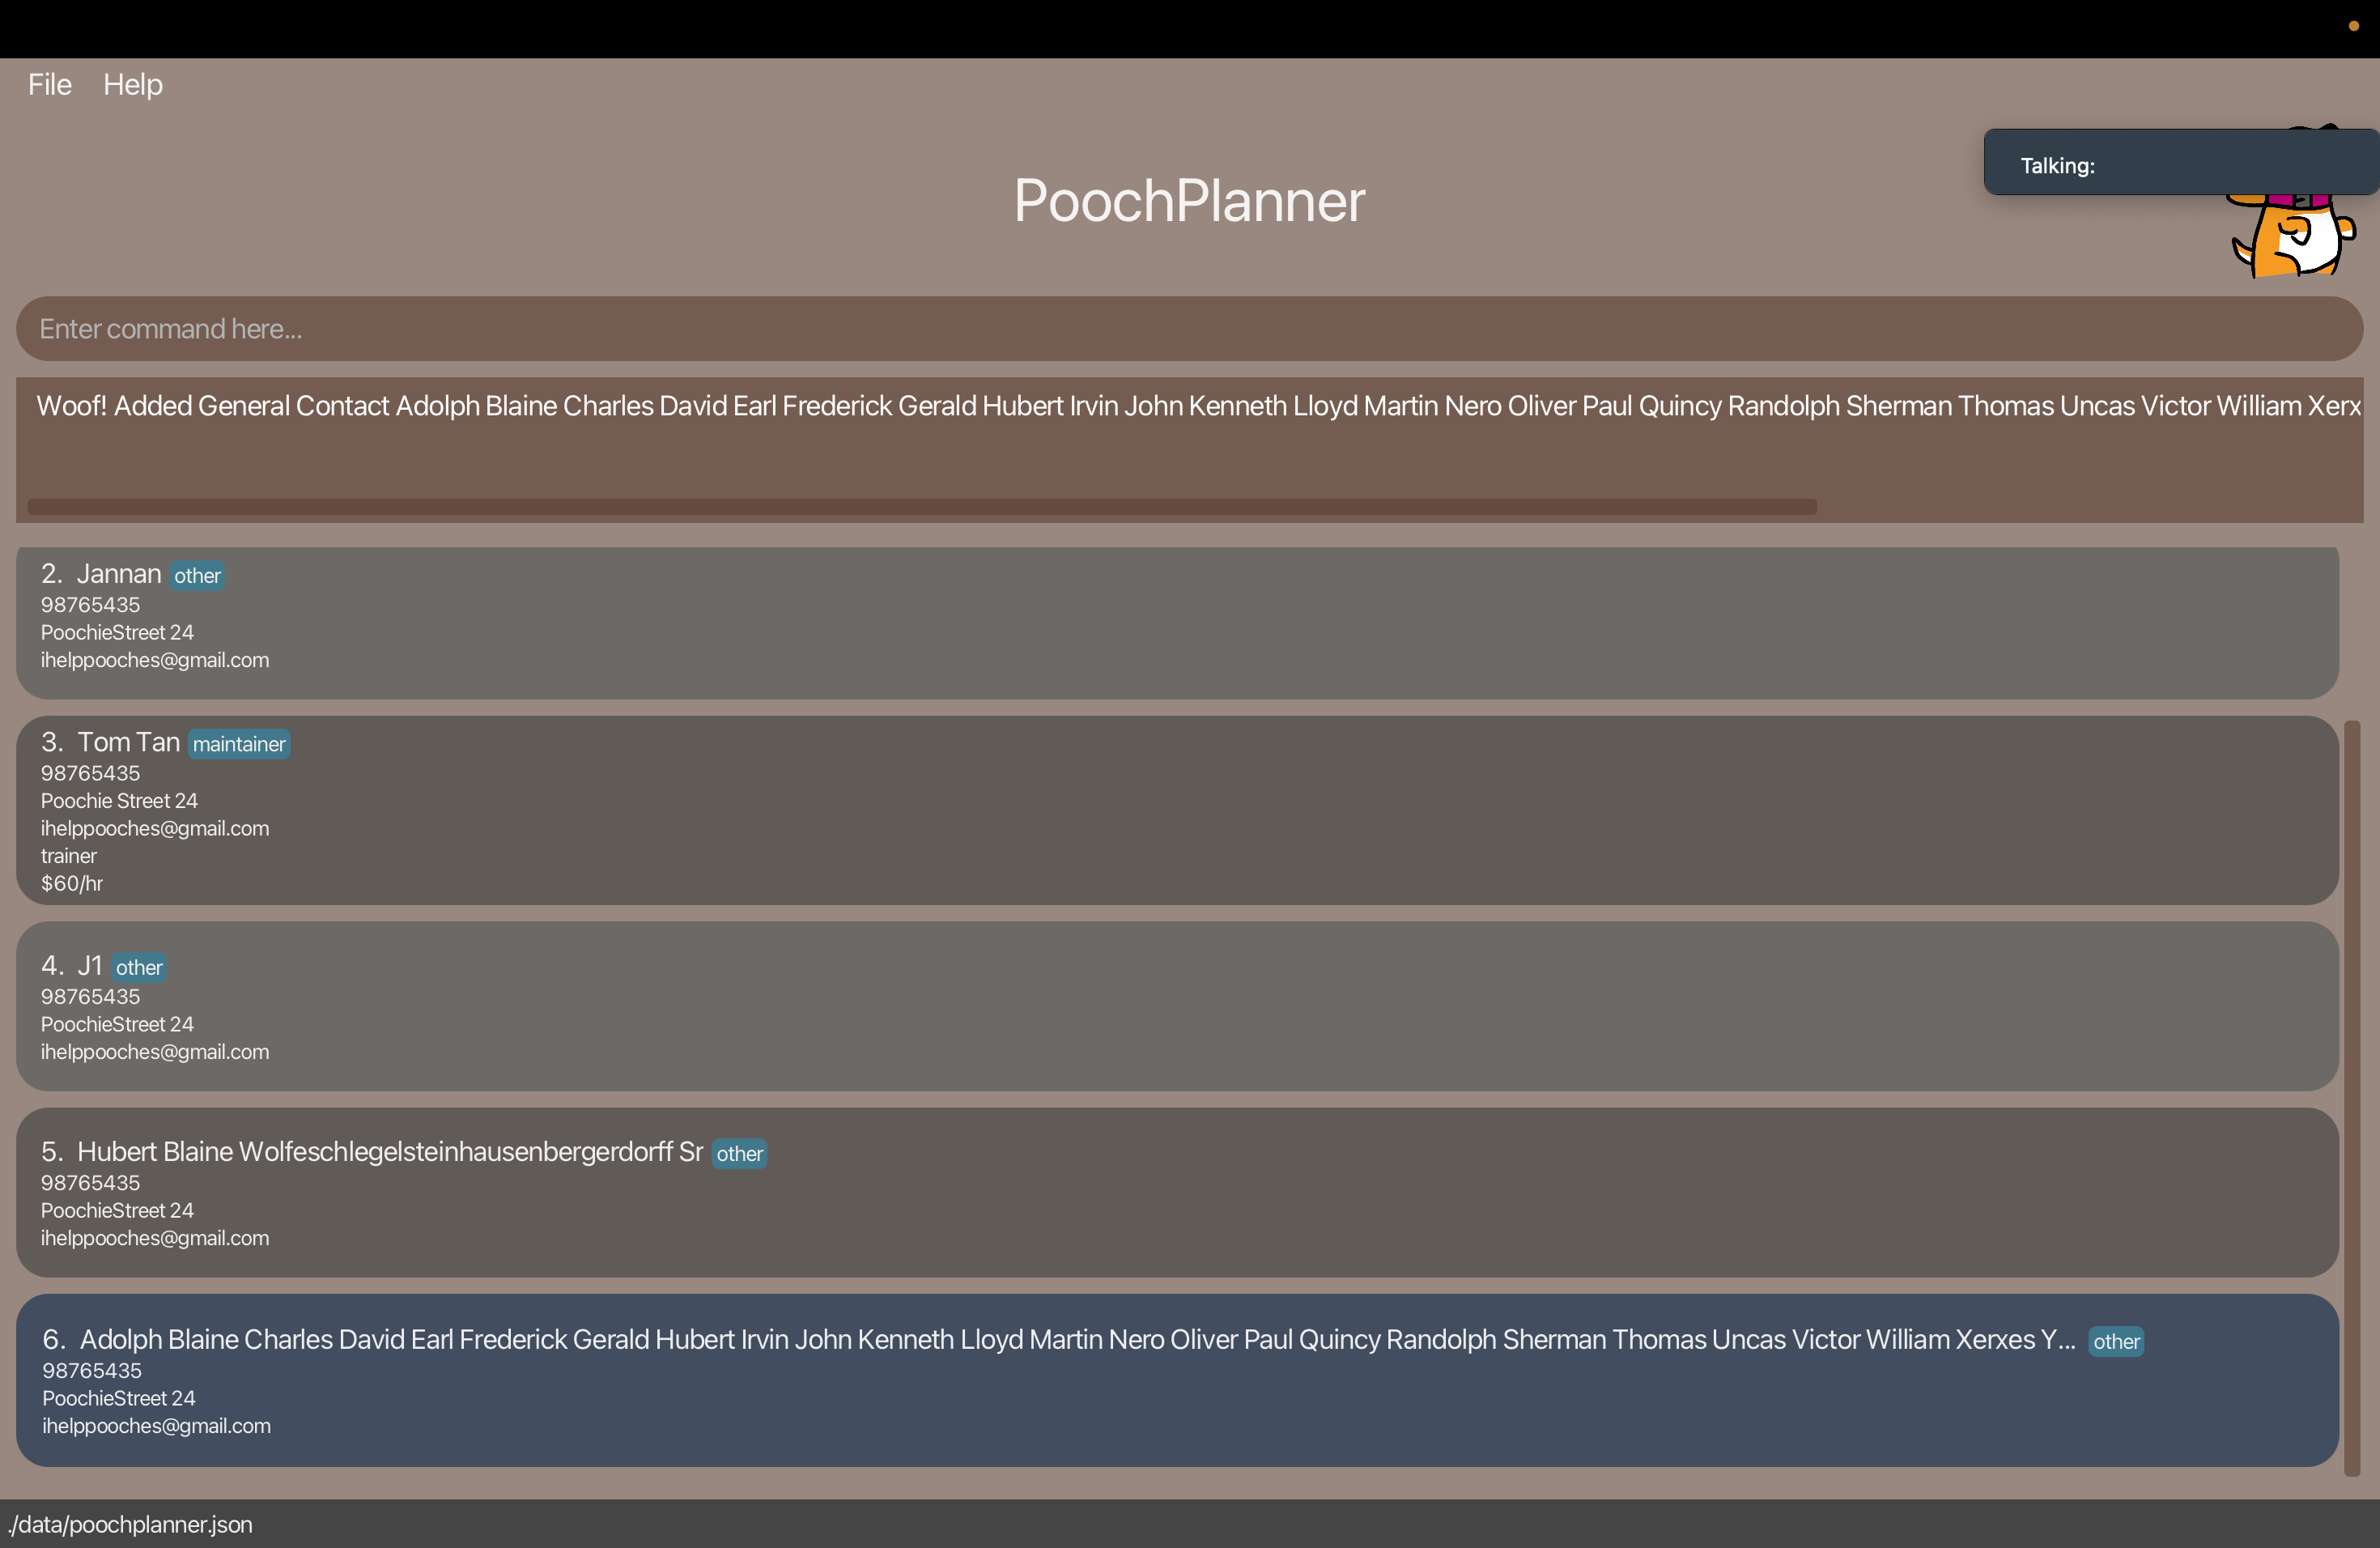 File Help
Talking:
PoochPlanner
Enter command here...
Woof! Added General Contact Adolph Blaine Charles David Earl Frederick Gerald Hubert Irvin John Kenneth Lloyd Martin Nero Oliver Paul Quincy Randolph Sherman Thomas Uncas Victor William Xerx
2. Jannan other
98765435
PoochieStreet 24
ihelppooches@gmail.com
3. Tom Tan maintainer
98765435
Poochie Street 24
ihelppooches@gmail.com
trainer
$60/hr
4. J1 other
98765435
PoochieStreet 24
ihelppooches@gmail.com
5. Hubert Blaine Wolfeschlegelsteinhausenbergerdorff Sr other
98765435
PoochieStreet 24
ihelppooches@gmail.com
6. Adolph Blaine Charles David Earl Frederick Gerald Hubert Irvin John Kenneth Lloyd Martin Nero Oliver Paul Quincy Randolph Sherman Thomas Uncas Victor William Xerxes Y... other
98765435
PoochieStreet 24
ihelppooches@gmail.com
./data/poochplanner.json